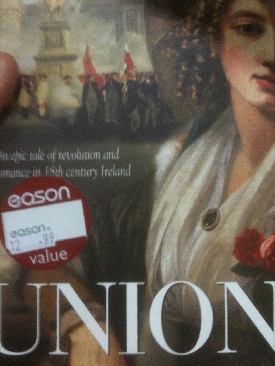 An epic tale of revolution and
romance in 18th century Ireland
eason
eason
12 .99
value
UNION